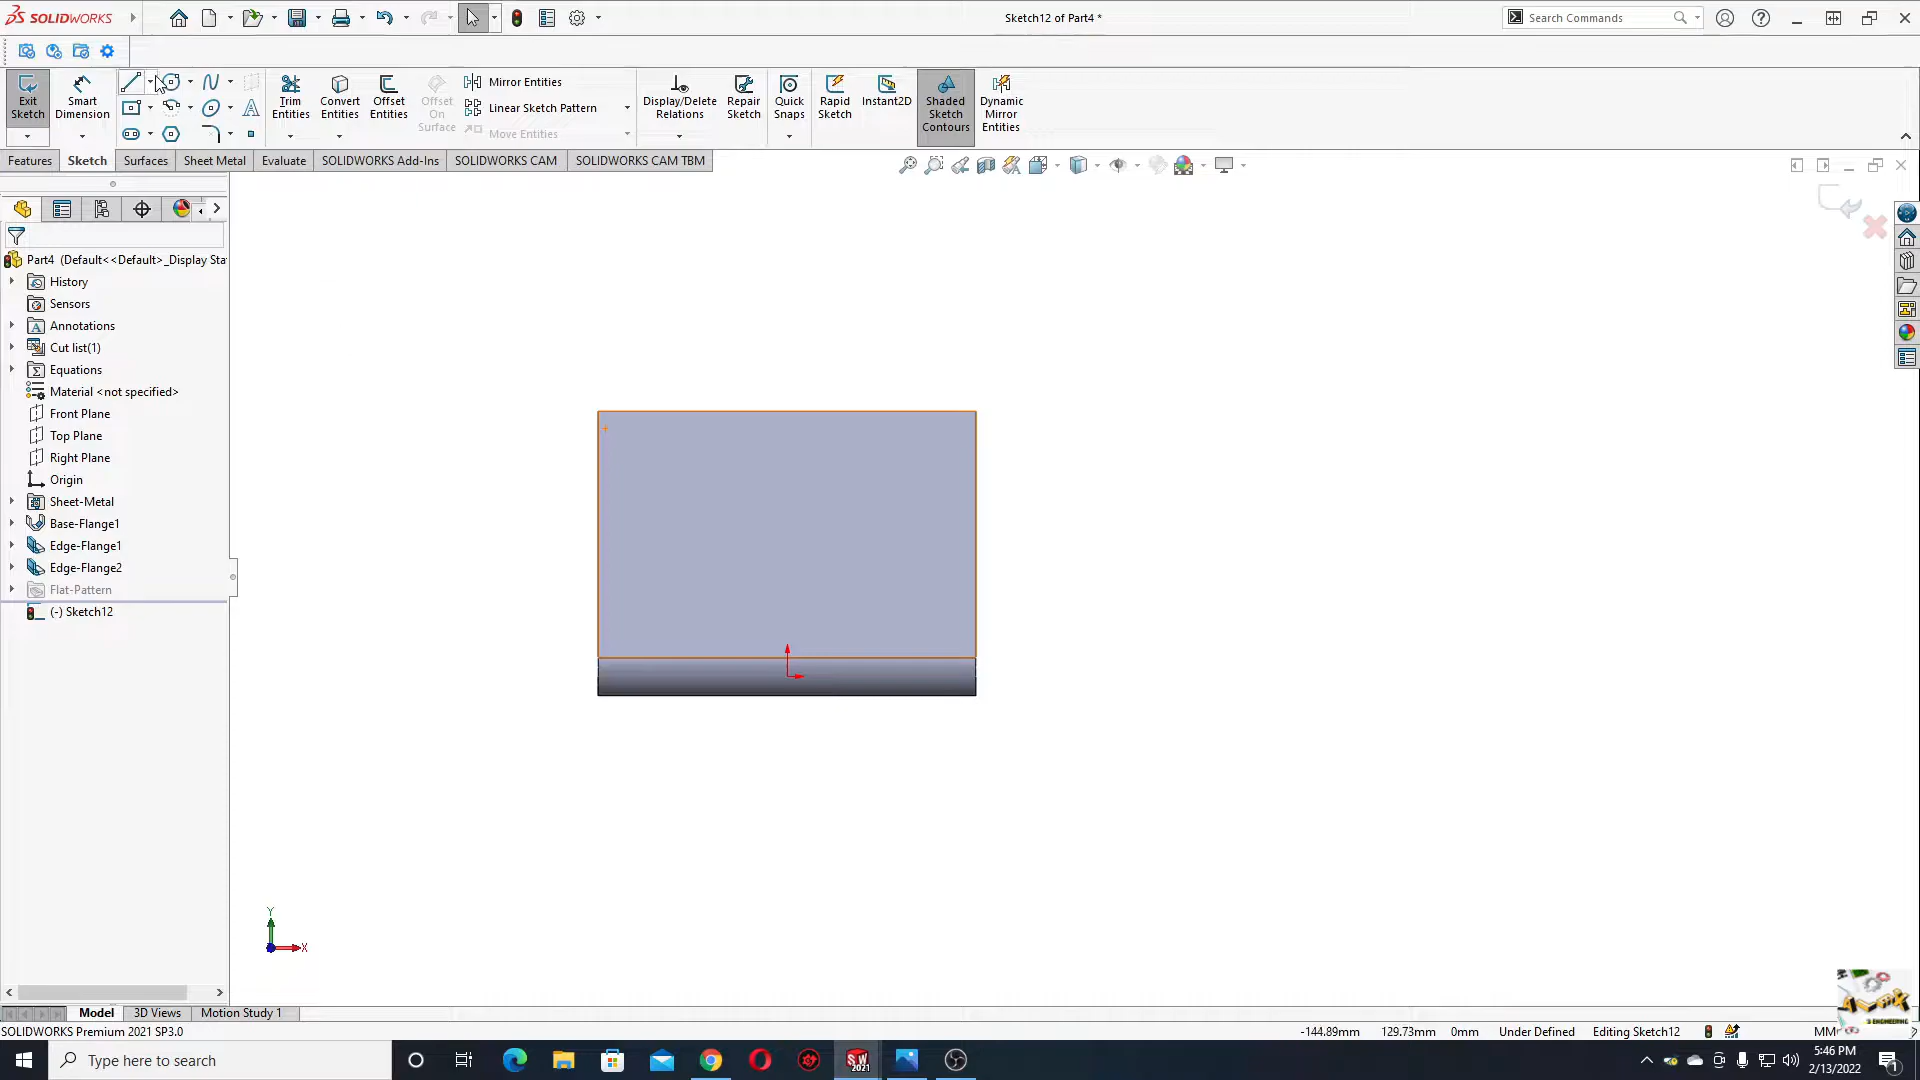 SOLIDWORKS
Sketch12 of Part4 *
Search Commands
Exit Sketch
Smart Dimension
Trim Entities
Convert Entities
Offset Entities
Offset On Surface
Mirror Entities
Linear Sketch Pattern
Move Entities
Display/Delete Relations
Repair Sketch
Quick Snaps
Rapid Sketch
Instant2D
Shaded Sketch Contours
Dynamic Mirror Entities
Features
Sketch
Surfaces
Sheet Metal
Evaluate
SOLIDWORKS Add-Ins
SOLIDWORKS CAM
SOLIDWORKS CAM TBM
Part4 (Default<<Default>_Display Sta
History
Sensors
Annotations
Cut list(1)
Equations
Material <not specified>
Front Plane
Top Plane
Right Plane
Origin
Sheet-Metal
Base-Flange1
Edge-Flange1
Edge-Flange2
Flat-Pattern
(-) Sketch12
Y
X
Model
3D Views
Motion Study 1
SOLIDWORKS Premium 2021 SP3.0
-144.89mm
129.73mm
0mm
Under Defined
Editing Sketch12
Type here to search
SW
2021
5:46 PM
2/13/2022
1